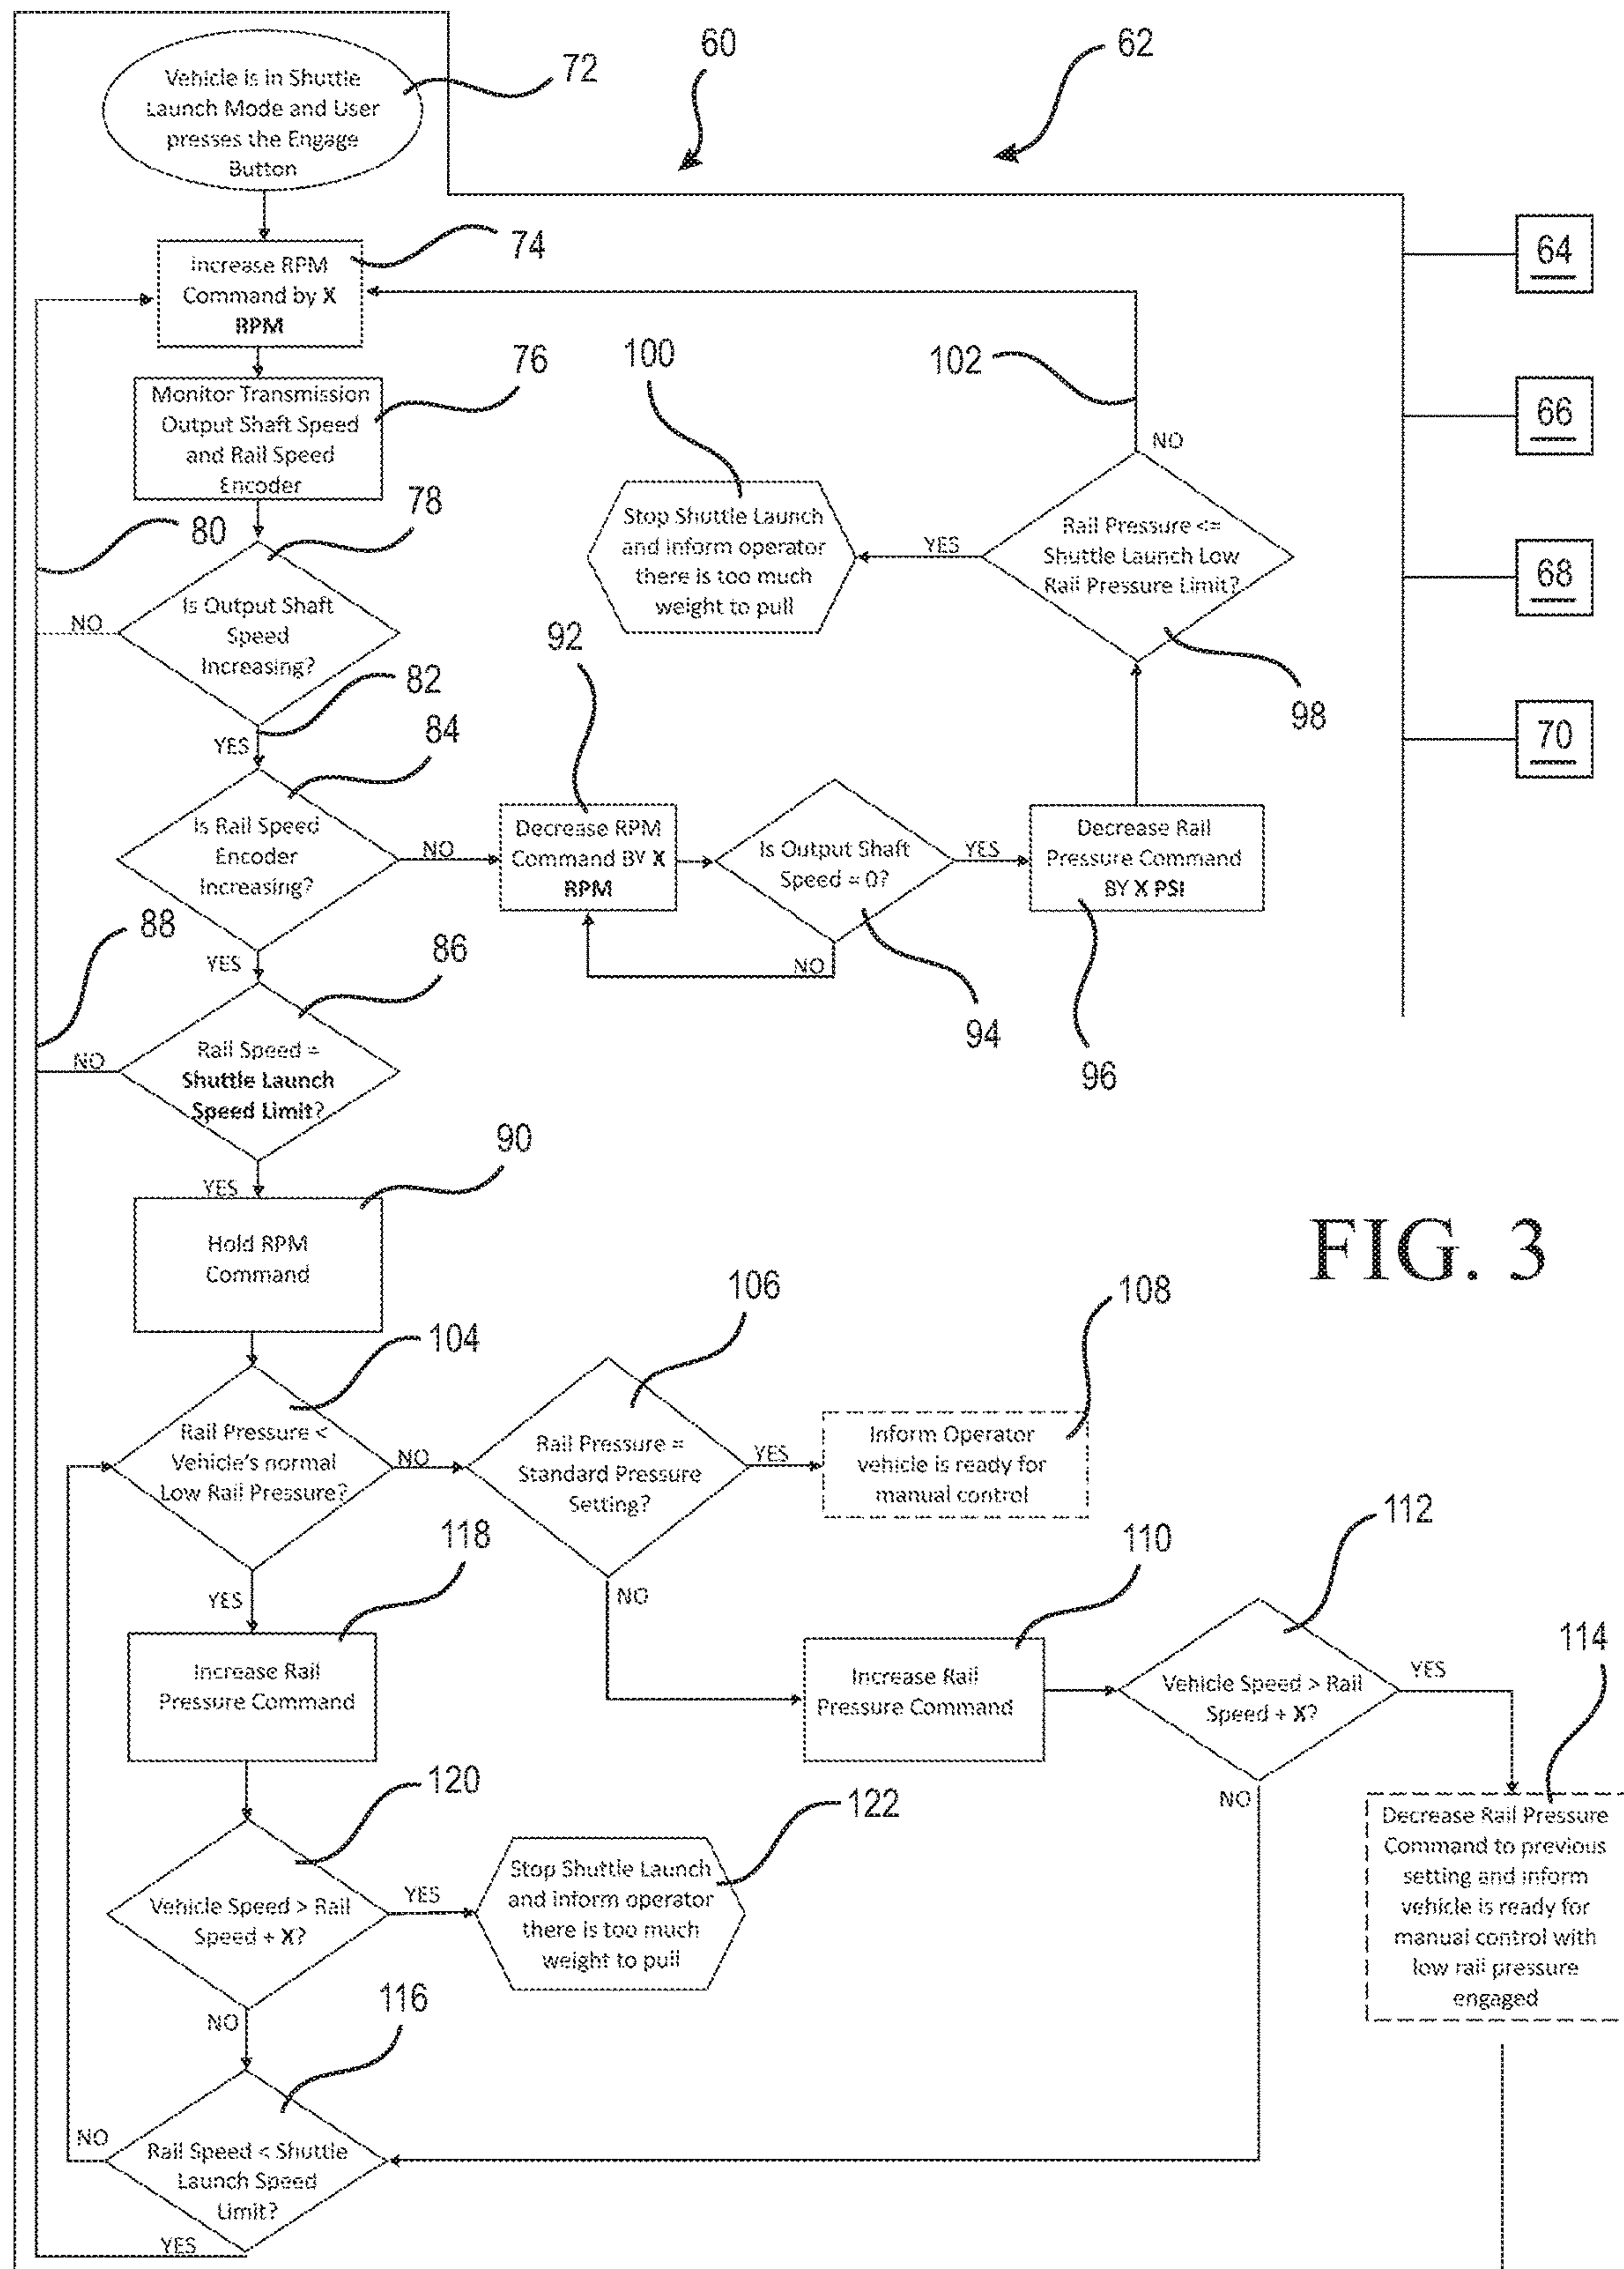 60
62
Vehicle is in Shuttle
Launch Mode and User
presses the Engage
Button
72
74
Increase RPM
Command by X
RPM
64
76
Monitor Transmission
Output Shaft Speed
and Rail Speed
Encoder
100
102
66
NO
78
80
Stop Shuttle Launch
and inform operator
there is too much
weight to pull
YES
Rail Pressure <=
Shuttle Launch Low
Rail Pressure Limit?
68
Is Output Shaft
Speed
Increasing?
NO
92
82
98
YES
84
70
Is Rail Speed
Encoder
Increasing?
NO
Decrease RPM
Command BY X
RPM
Is Output Shaft
Speed = 0?
YES
Decrease Rail
Pressure Command
BY X PSI
88
YES
86
NO
94
96
Rail Speed =
Shuttle Launch
Speed Limit?
NO
90
YES
Hold RPM
Command
FIG. 3
104
106
108
Rail Pressure <
Vehicle's normal
Low Rail Pressure?
NO
Rail Pressure =
Standard Pressure
Setting?
YES
Inform Operator
vehicle is ready for
manual control
118
110
112
YES
NO
114
Increase Rail
Pressure Command
Increase Rail
Pressure Command
Vehicle Speed > Rail
Speed + X?
YES
120
122
NO
Decrease Rail Pressure
Command to previous
setting and inform
vehicle is ready for
manual control with
low rail pressure
engaged
Vehicle Speed > Rail
Speed + X?
YES
Stop Shuttle Launch
and inform operator
there is too much
weight to pull
116
NO
Rail Speed < Shuttle
Launch Speed
Limit?
NO
YES